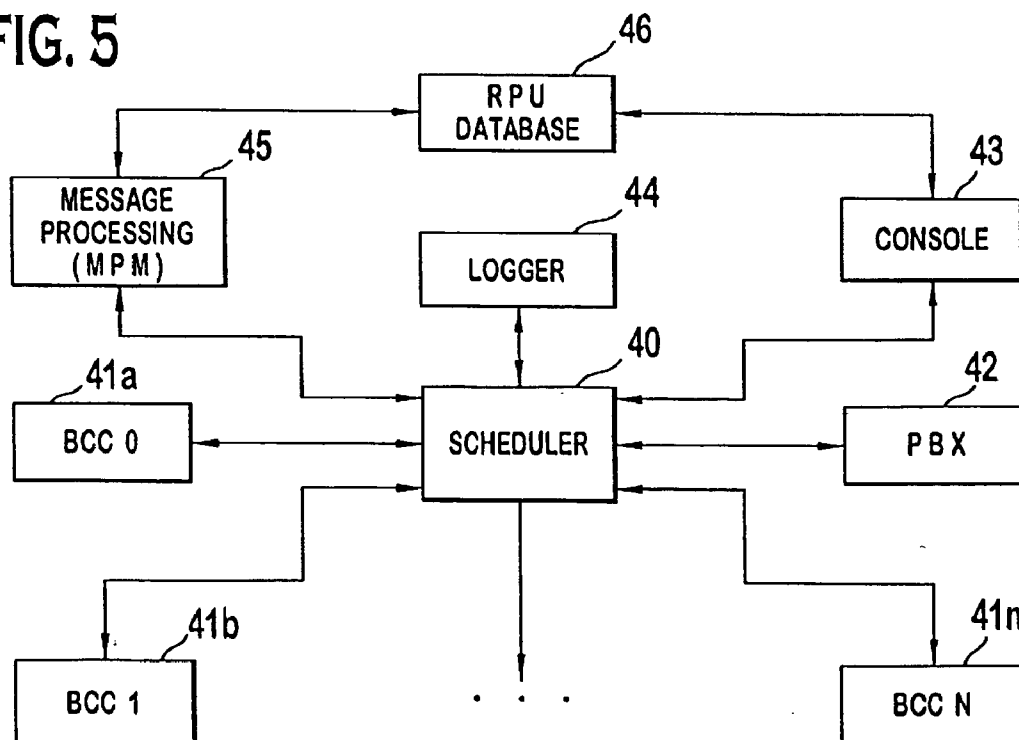 FIG. 5
46
RPU
DATABASE
45
MESSAGE
PROCESSING
(MPM)
43
CONSOLE
44
LOGGER
40
SCHEDULER
41a
BCC 0
42
PBX
41b
BCC 1
. . .
41n
BCC N